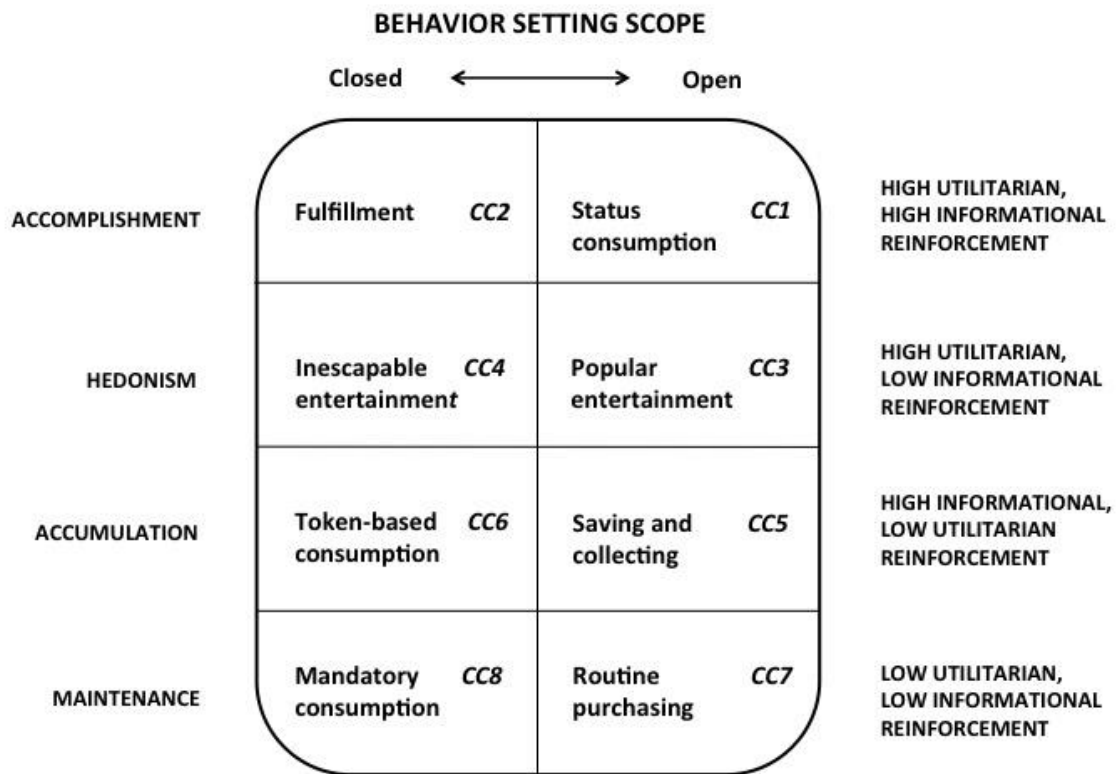 BEHAVIOR SETTING SCOPE
Closed Open
ACCOMPLISHMENT
Fulfillment CC2
Status CC1
consumption
HIGH UTILITARIAN,
HIGH INFORMATIONAL
REINFORCEMENT
HEDONISM
Inescapable CC4
entertainment
Popular CC3
entertainment
HIGH UTILITARIAN,
LOW INFORMATIONAL
REINFORCEMENT
ACCUMULATION
Token-based CC6
consumption
Saving and CC5
collecting
HIGH INFORMATIONAL,
LOW UTILITARIAN
REINFORCEMENT
MAINTENANCE
Mandatory CC8
consumption
Routine CC7
purchasing
LOW UTILITARIAN,
LOW INFORMATIONAL
REINFORCEMENT